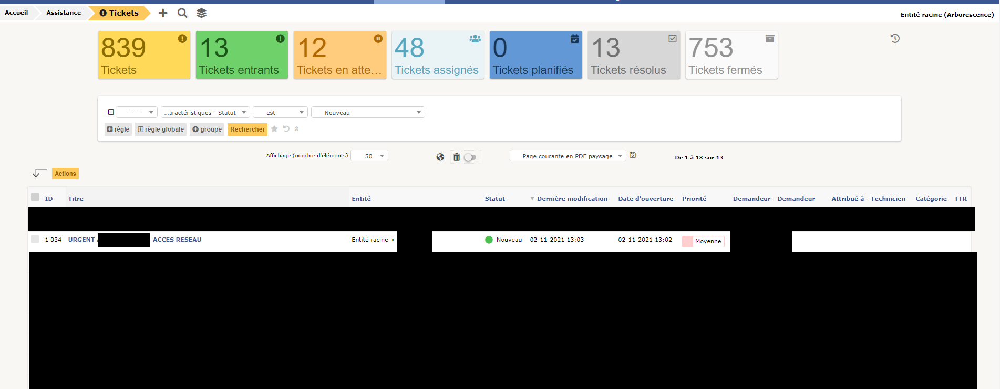 Accueil Assistance Tickets
Entité racine (Arborescence)
839 13 12 48 0 13 753
Tickets Tickets entrants Tickets en atte... Tickets assignés Tickets planifiés Tickets résolus Tickets fermés
----- ...aractéristiques - Statut est Nouveau
règle règle globale groupe Rechercher
Affichage (nombre d'éléments) 50 Page courante en PDF paysage De 1 à 13 sur 13
Actions
ID Titre Entité Statut Dernière modification Date d'ouverture Priorité Demandeur - Demandeur Attribué à - Technicien Catégorie TTR
1 034 URGENT - ACCES RESEAU Entité racine > Nouveau 02-11-2021 13:03 02-11-2021 13:02 Moyenne